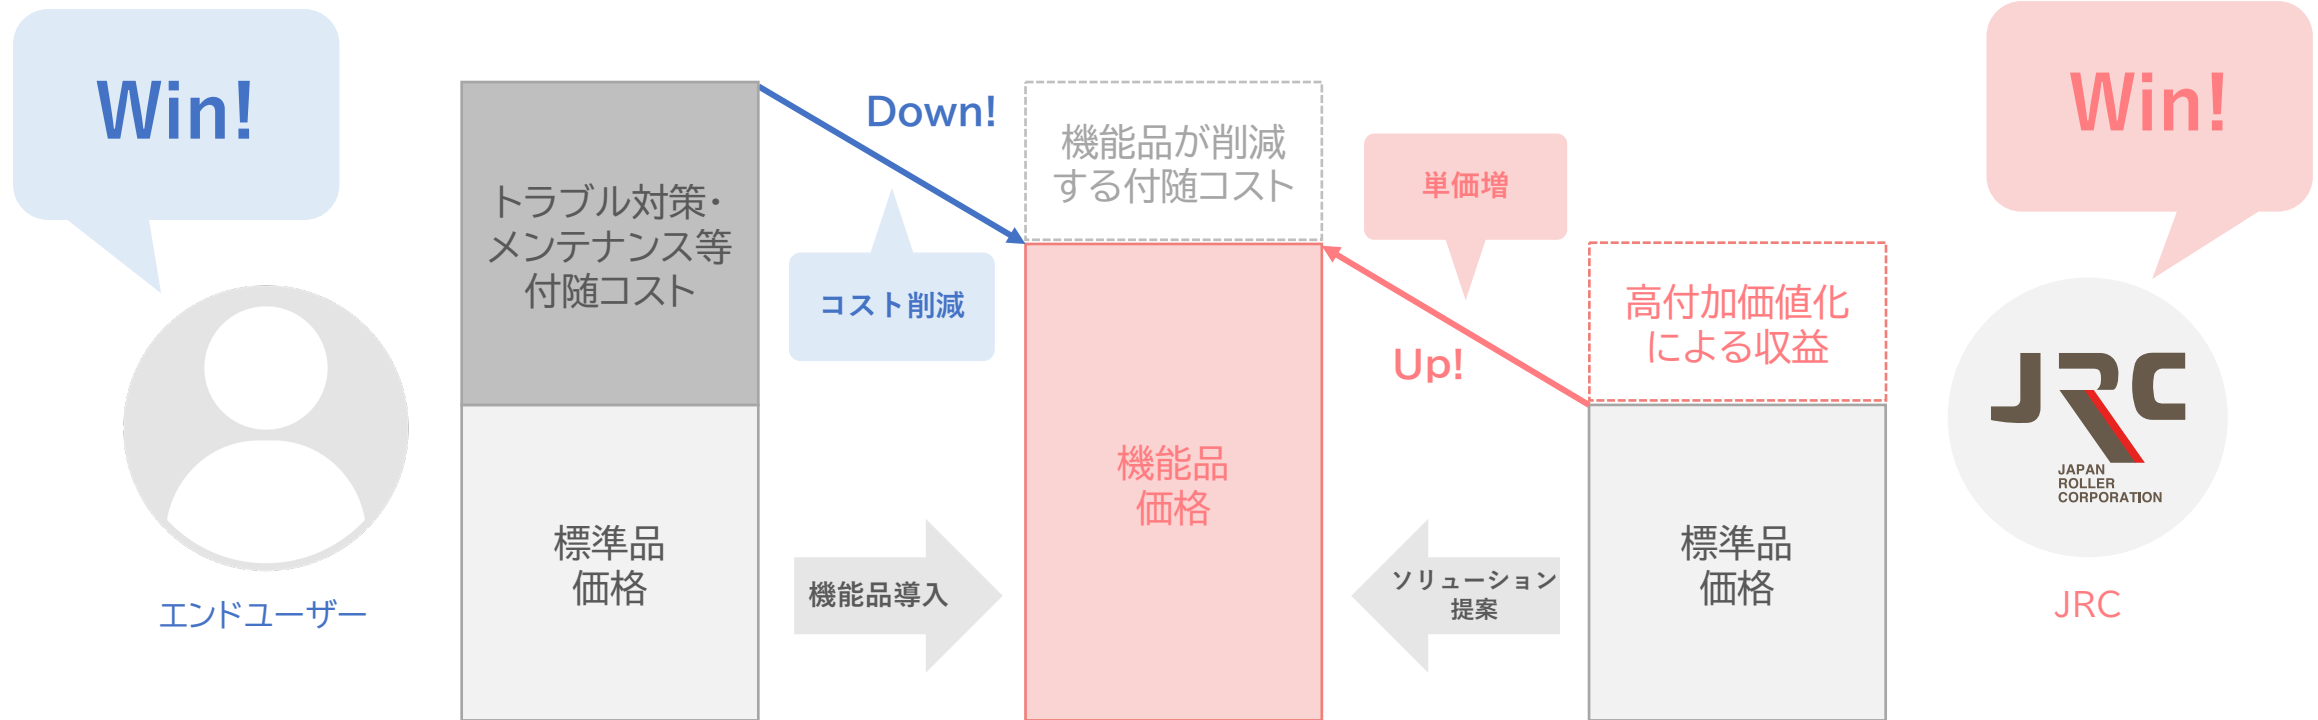 Win!
エンドユーザー
トラブル対策・
メンテナンス等
付随コスト
標準品
価格
Down!
コスト削減
機能品導入
機能品が削減
する付随コスト
機能品
価格
単価増
Up!
ソリューション
提案
高付加価値化
による収益
標準品
価格
Win!
JRC
JAPAN
ROLLER
CORPORATION
JRC